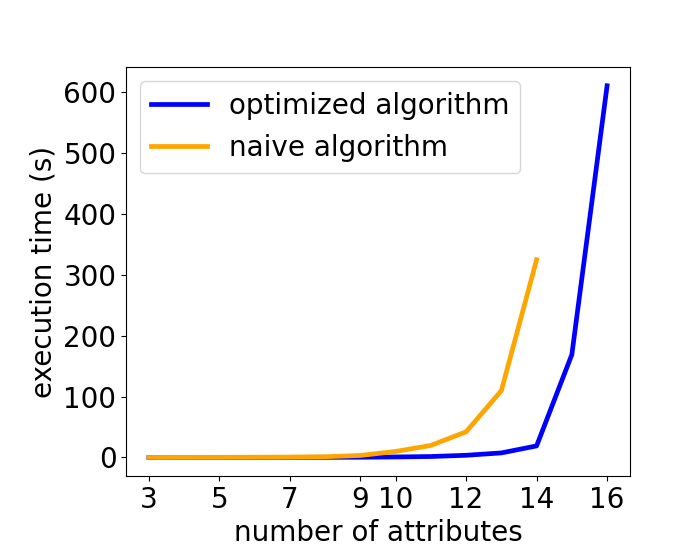 optimized algorithm
naive algorithm
execution time (s)
600
500
400
300
200
100
0
3 5 7 9 10 12 14 16
number of attributes